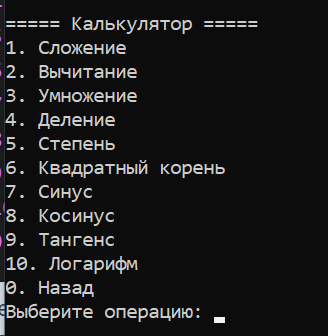 ===== Калькулятор =====
1. Сложение
2. Вычитание
3. Умножение
4. Деление
5. Степень
6. Квадратный корень
7. Синус
8. Косинус
9. Тангенс
10. Логарифм
0. Назад
Выберите операцию: